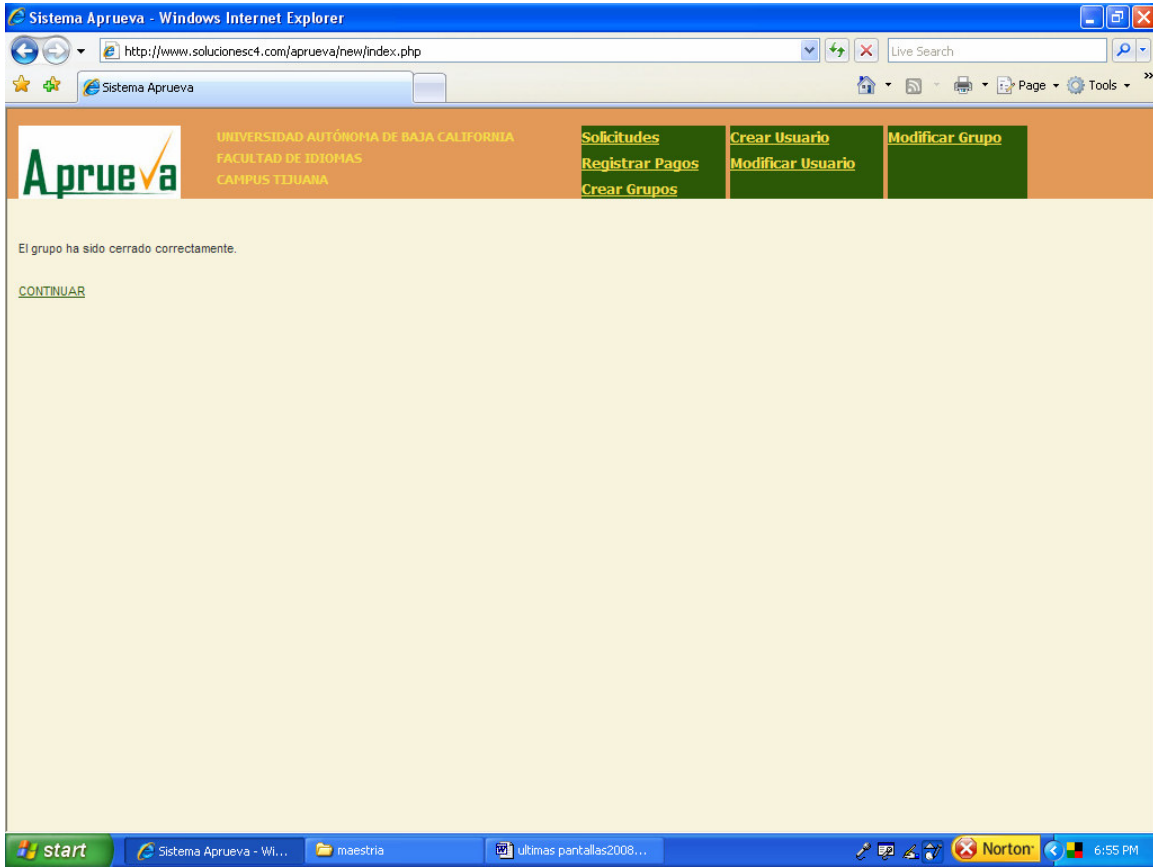 Sistema Aprueva - Windows Internet Explorer
http://www.solucionesc4.com/aprueva/new/index.php
Live Search
Sistema Aprueva
Page
Tools
»
Aprueva
UNIVERSIDAD AUTÓNOMA DE BAJA CALIFORNIA
FACULTAD DE IDIOMAS
CAMPUS TIJUANA
Solicitudes
Registrar Pagos
Crear Grupos
Crear Usuario
Modificar Usuario
Modificar Grupo
El grupo ha sido cerrado correctamente.
CONTINUAR
start
Sistema Aprueva - Wi...
maestria
ultimas pantallas2008...
Norton
6:55 PM